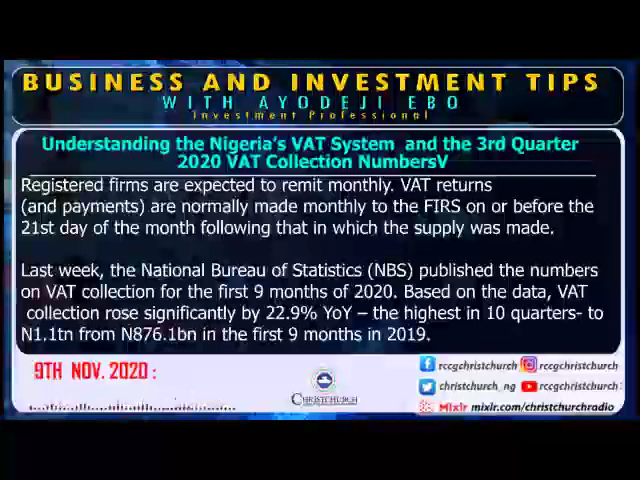 BUSINESS AND INVESTMENT TIPS
WITH AYODEJI EBO
Investment Professional
Understanding the Nigeria's VAT System and the 3rd Quarter
2020 VAT Collection NumbersV
Registered firms are expected to remit monthly. VAT returns
(and payments) are normally made monthly to the FIRS on or before the
21st day of the month following that in which the supply was made.
Last week, the National Bureau of Statistics (NBS) published the numbers
on VAT collection for the first 9 months of 2020. Based on the data, VAT
collection rose significantly by 22.9% YoY – the highest in 10 quarters- to
N1.1tn from N876.1bn in the first 9 months in 2019.
9TH NOV. 2020 :
CHRISTCHURCH
rccgchristchurch rccgchristchurch
christchurch_ng rccgchristchurch
Mixlr mixlr.com/christchurchradio